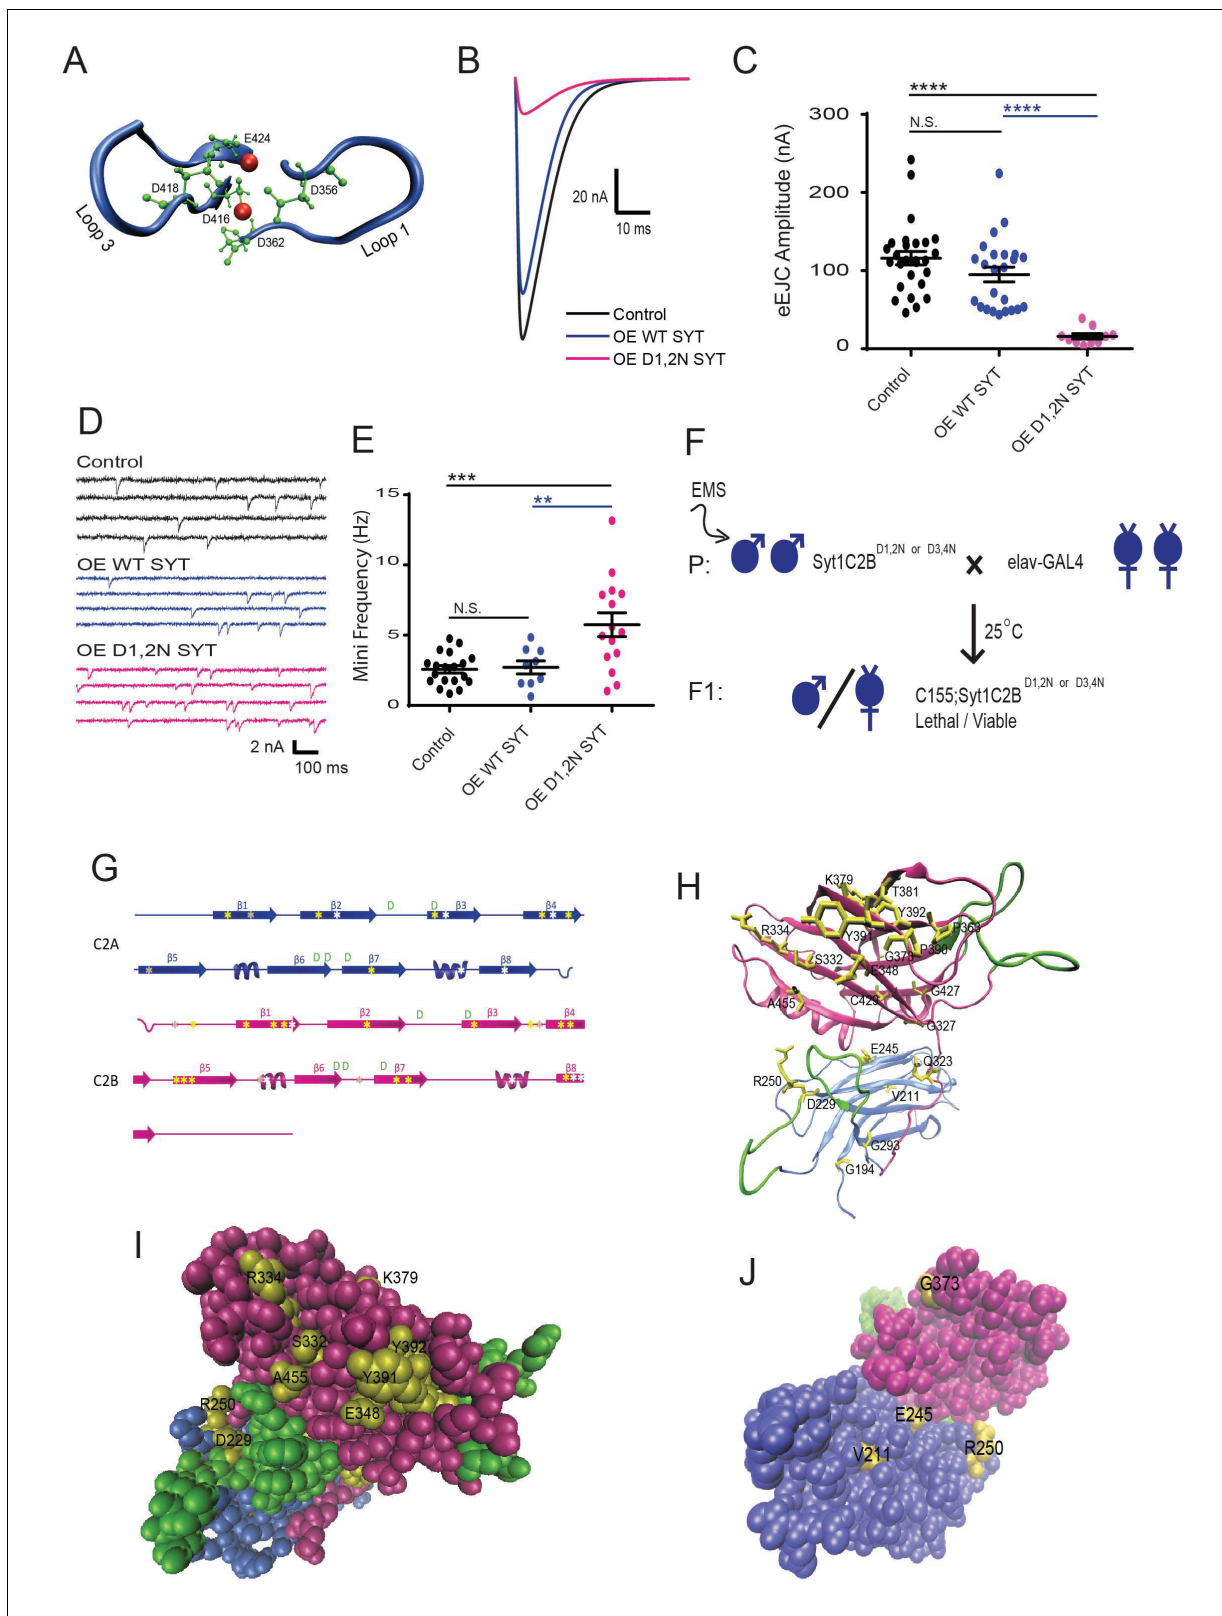 A
E424
D418
D416
D356
D362
Loop 3
Loop 1
B
20 nA
10 ms
Control
OE WT SYT
OE D1,2N SYT
C
****
****
N.S.
eEJC Amplitude (nA)
300
200
100
0
Control
OE WT SYT
OE D1,2N SYT
D
Control
OE WT SYT
OE D1,2N SYT
2 nA
100 ms
E
***
**
N.S.
Mini Frequency (Hz)
15
10
5
0
Control
OE WT SYT
OE D1,2N SYT
F
EMS
P: Syt1C2B D1,2N or D3,4N × elav-GAL4
25°C
F1: C155;Syt1C2B D1,2N or D3,4N
Lethal / Viable
G
C2A
β1 β2 D D β3 β4
β5 β6 D D D β7 β8
C2B
β1 β2 D D β3 β4
β5 β6 D D D β7 β8
H
K379
T381
Y392
P363
R334
Y391
P390
S332
E348
A455
C429
G427
G327
E245
Q323
R250
D229
V211
G293
G194
I
R334
K379
S332
Y392
A455
Y391
R250
E348
D229
J
G373
E245
V211
R250